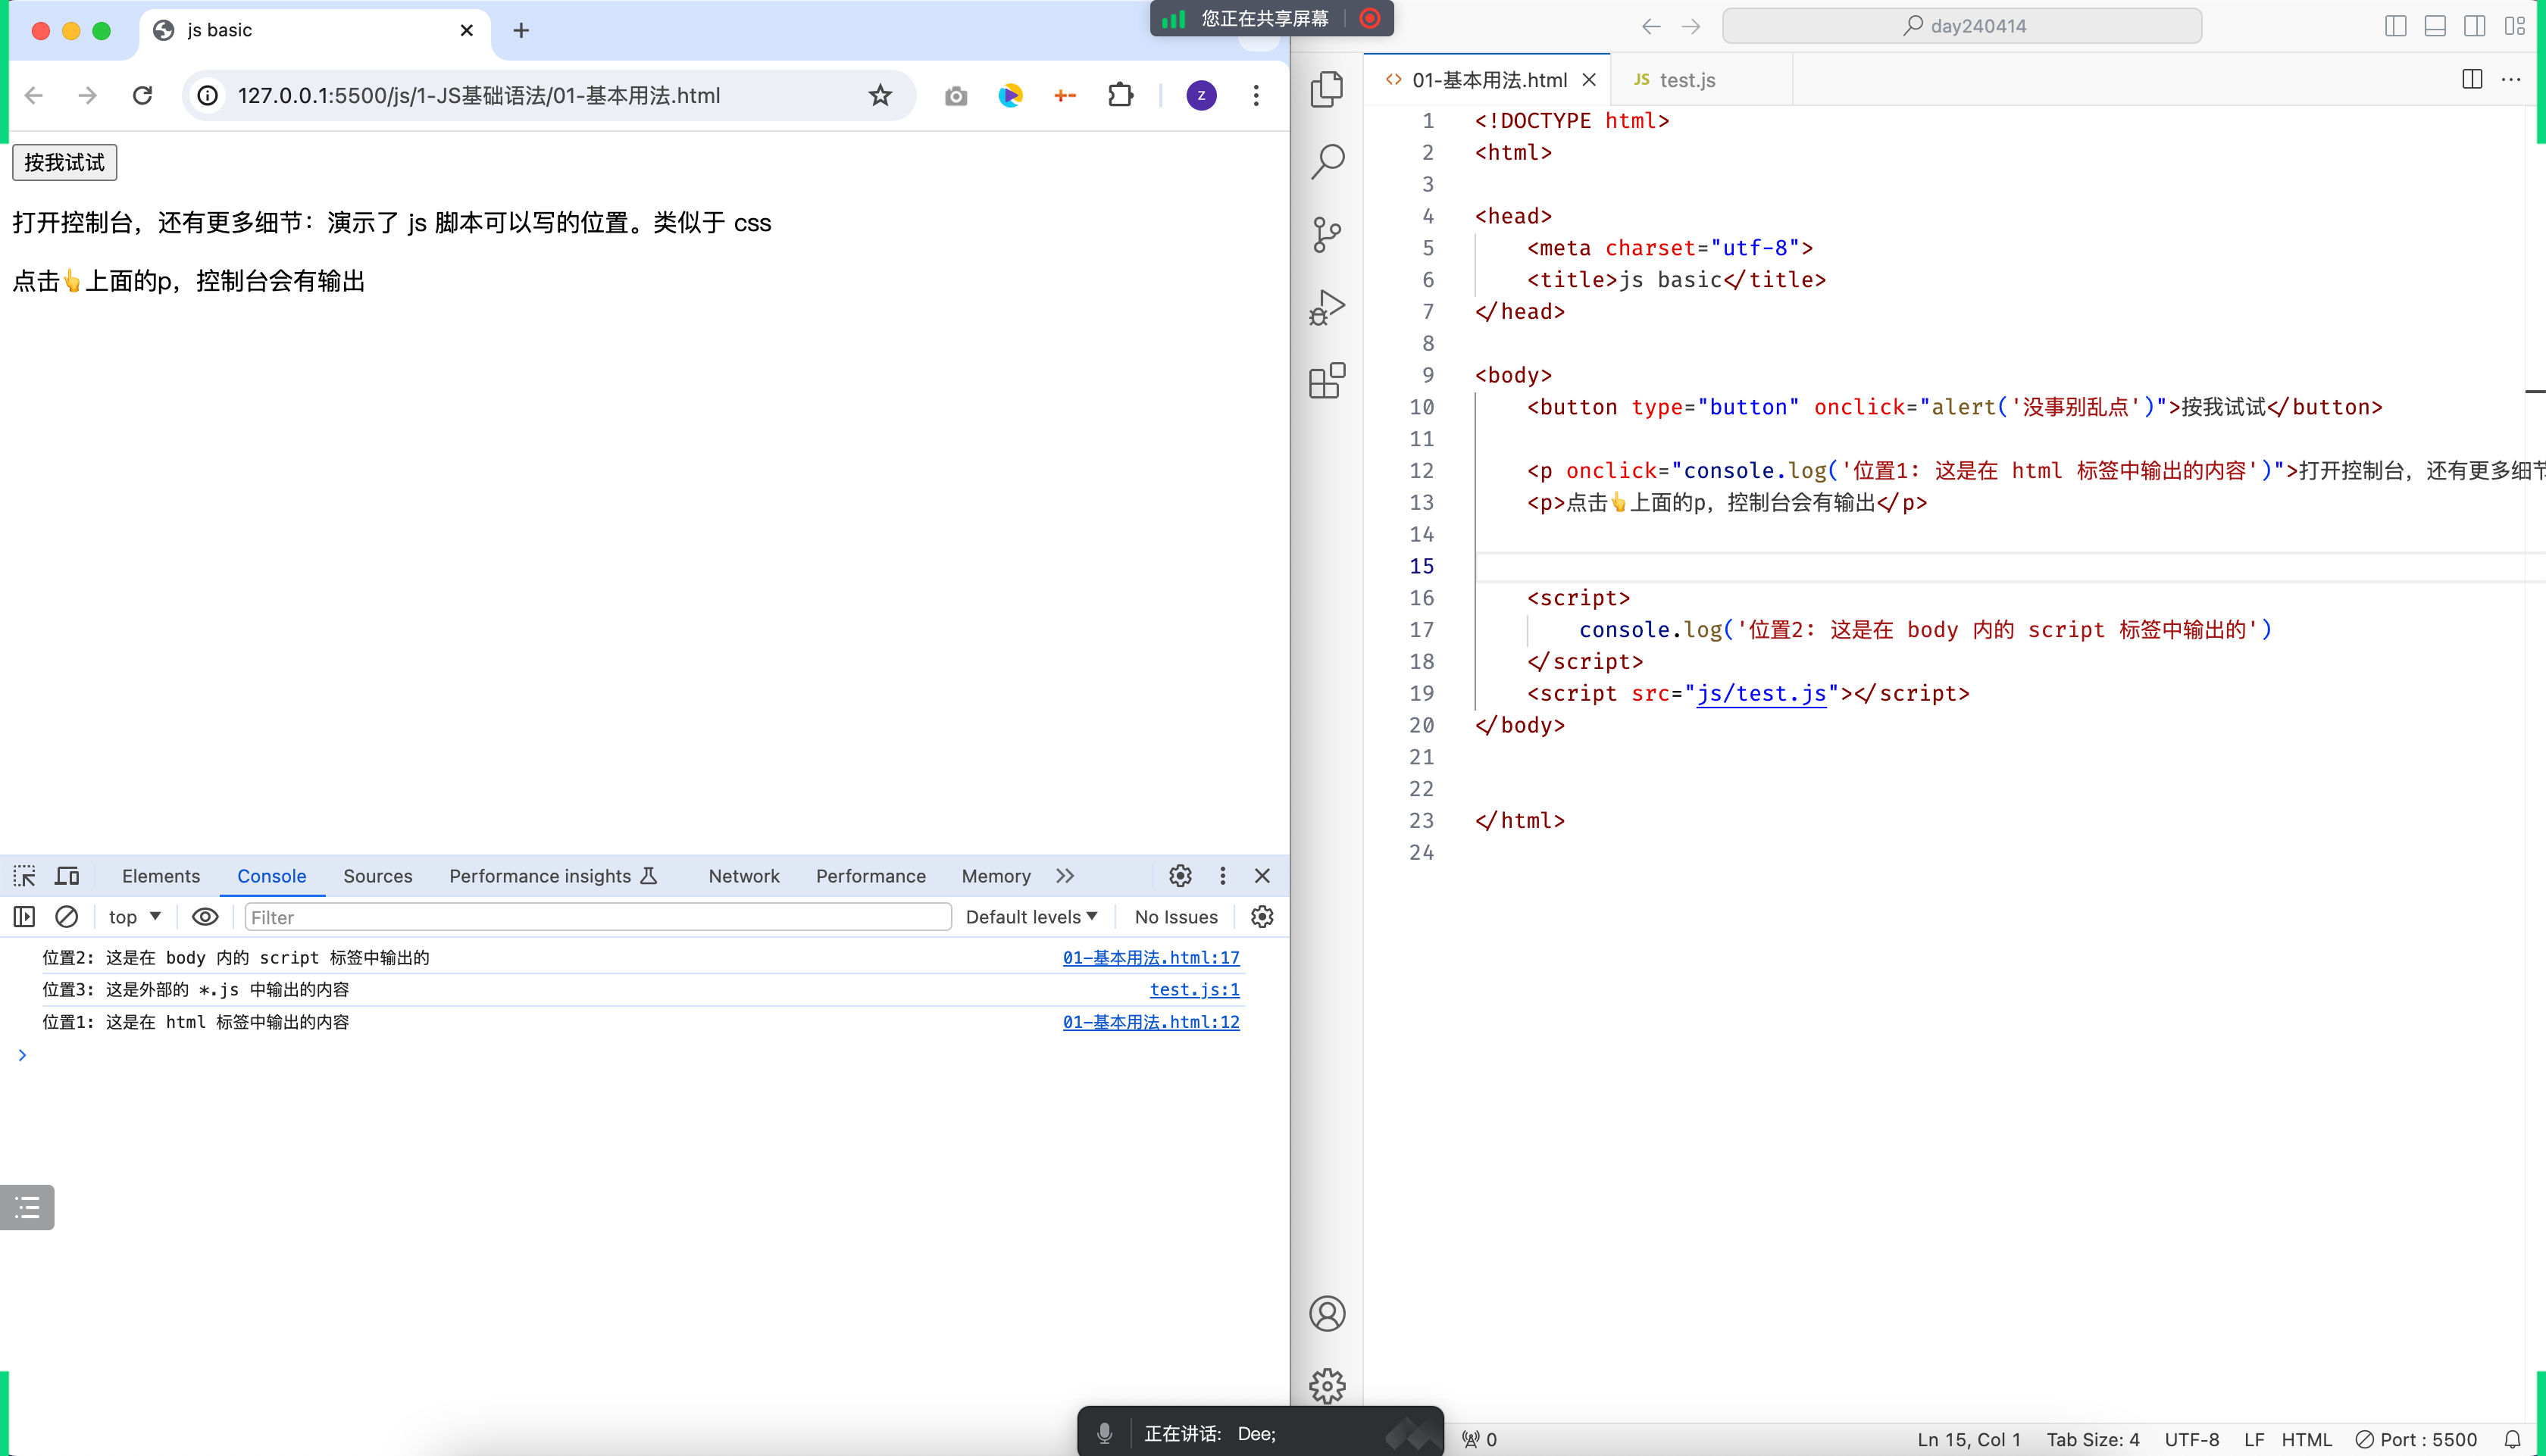 js basic
您正在共享屏幕
127.0.0.1:5500/js/1-JS基础语法/01-基本用法.html
z
按我试试
打开控制台，还有更多细节：演示了 js 脚本可以写的位置。类似于 css
点击👆上面的p，控制台会有输出
Elements Console Sources Performance insights Network Performance Memory
top Filter Default levels No Issues
位置2: 这是在 body 内的 script 标签中输出的 01-基本用法.html:17
位置3: 这是外部的 *.js 中输出的内容 test.js:1
位置1: 这是在 html 标签中输出的内容 01-基本用法.html:12
day240414
01-基本用法.html JS test.js
1 <!DOCTYPE html>
2 <html>
3
4 <head>
5 <meta charset="utf-8">
6 <title>js basic</title>
7 </head>
8
9 <body>
10 <button type="button" onclick="alert('没事别乱点')">按我试试</button>
11
12 <p onclick="console.log('位置1: 这是在 html 标签中输出的内容')">打开控制台，还有更多细节
13 <p>点击👆上面的p，控制台会有输出</p>
14
15
16 <script>
17 console.log('位置2: 这是在 body 内的 script 标签中输出的')
18 </script>
19 <script src="js/test.js"></script>
20 </body>
21
22
23 </html>
24
正在讲话: Dee;
0 Ln 15, Col 1 Tab Size: 4 UTF-8 LF HTML Port : 5500